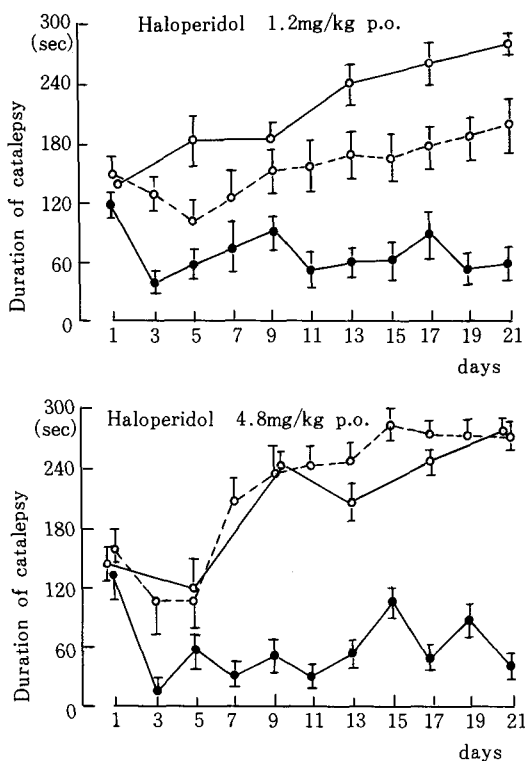 Haloperidol 1.2mg/kg p.o.
300
(sec)
240
180
120
60
0
Duration of catalepsy
1 3 5 7 9 11 13 15 17 19 21
days
Haloperidol 4.8mg/kg p.o.
300
(sec)
240
180
120
60
0
Duration of catalepsy
1 3 5 7 9 11 13 15 17 19 21
days